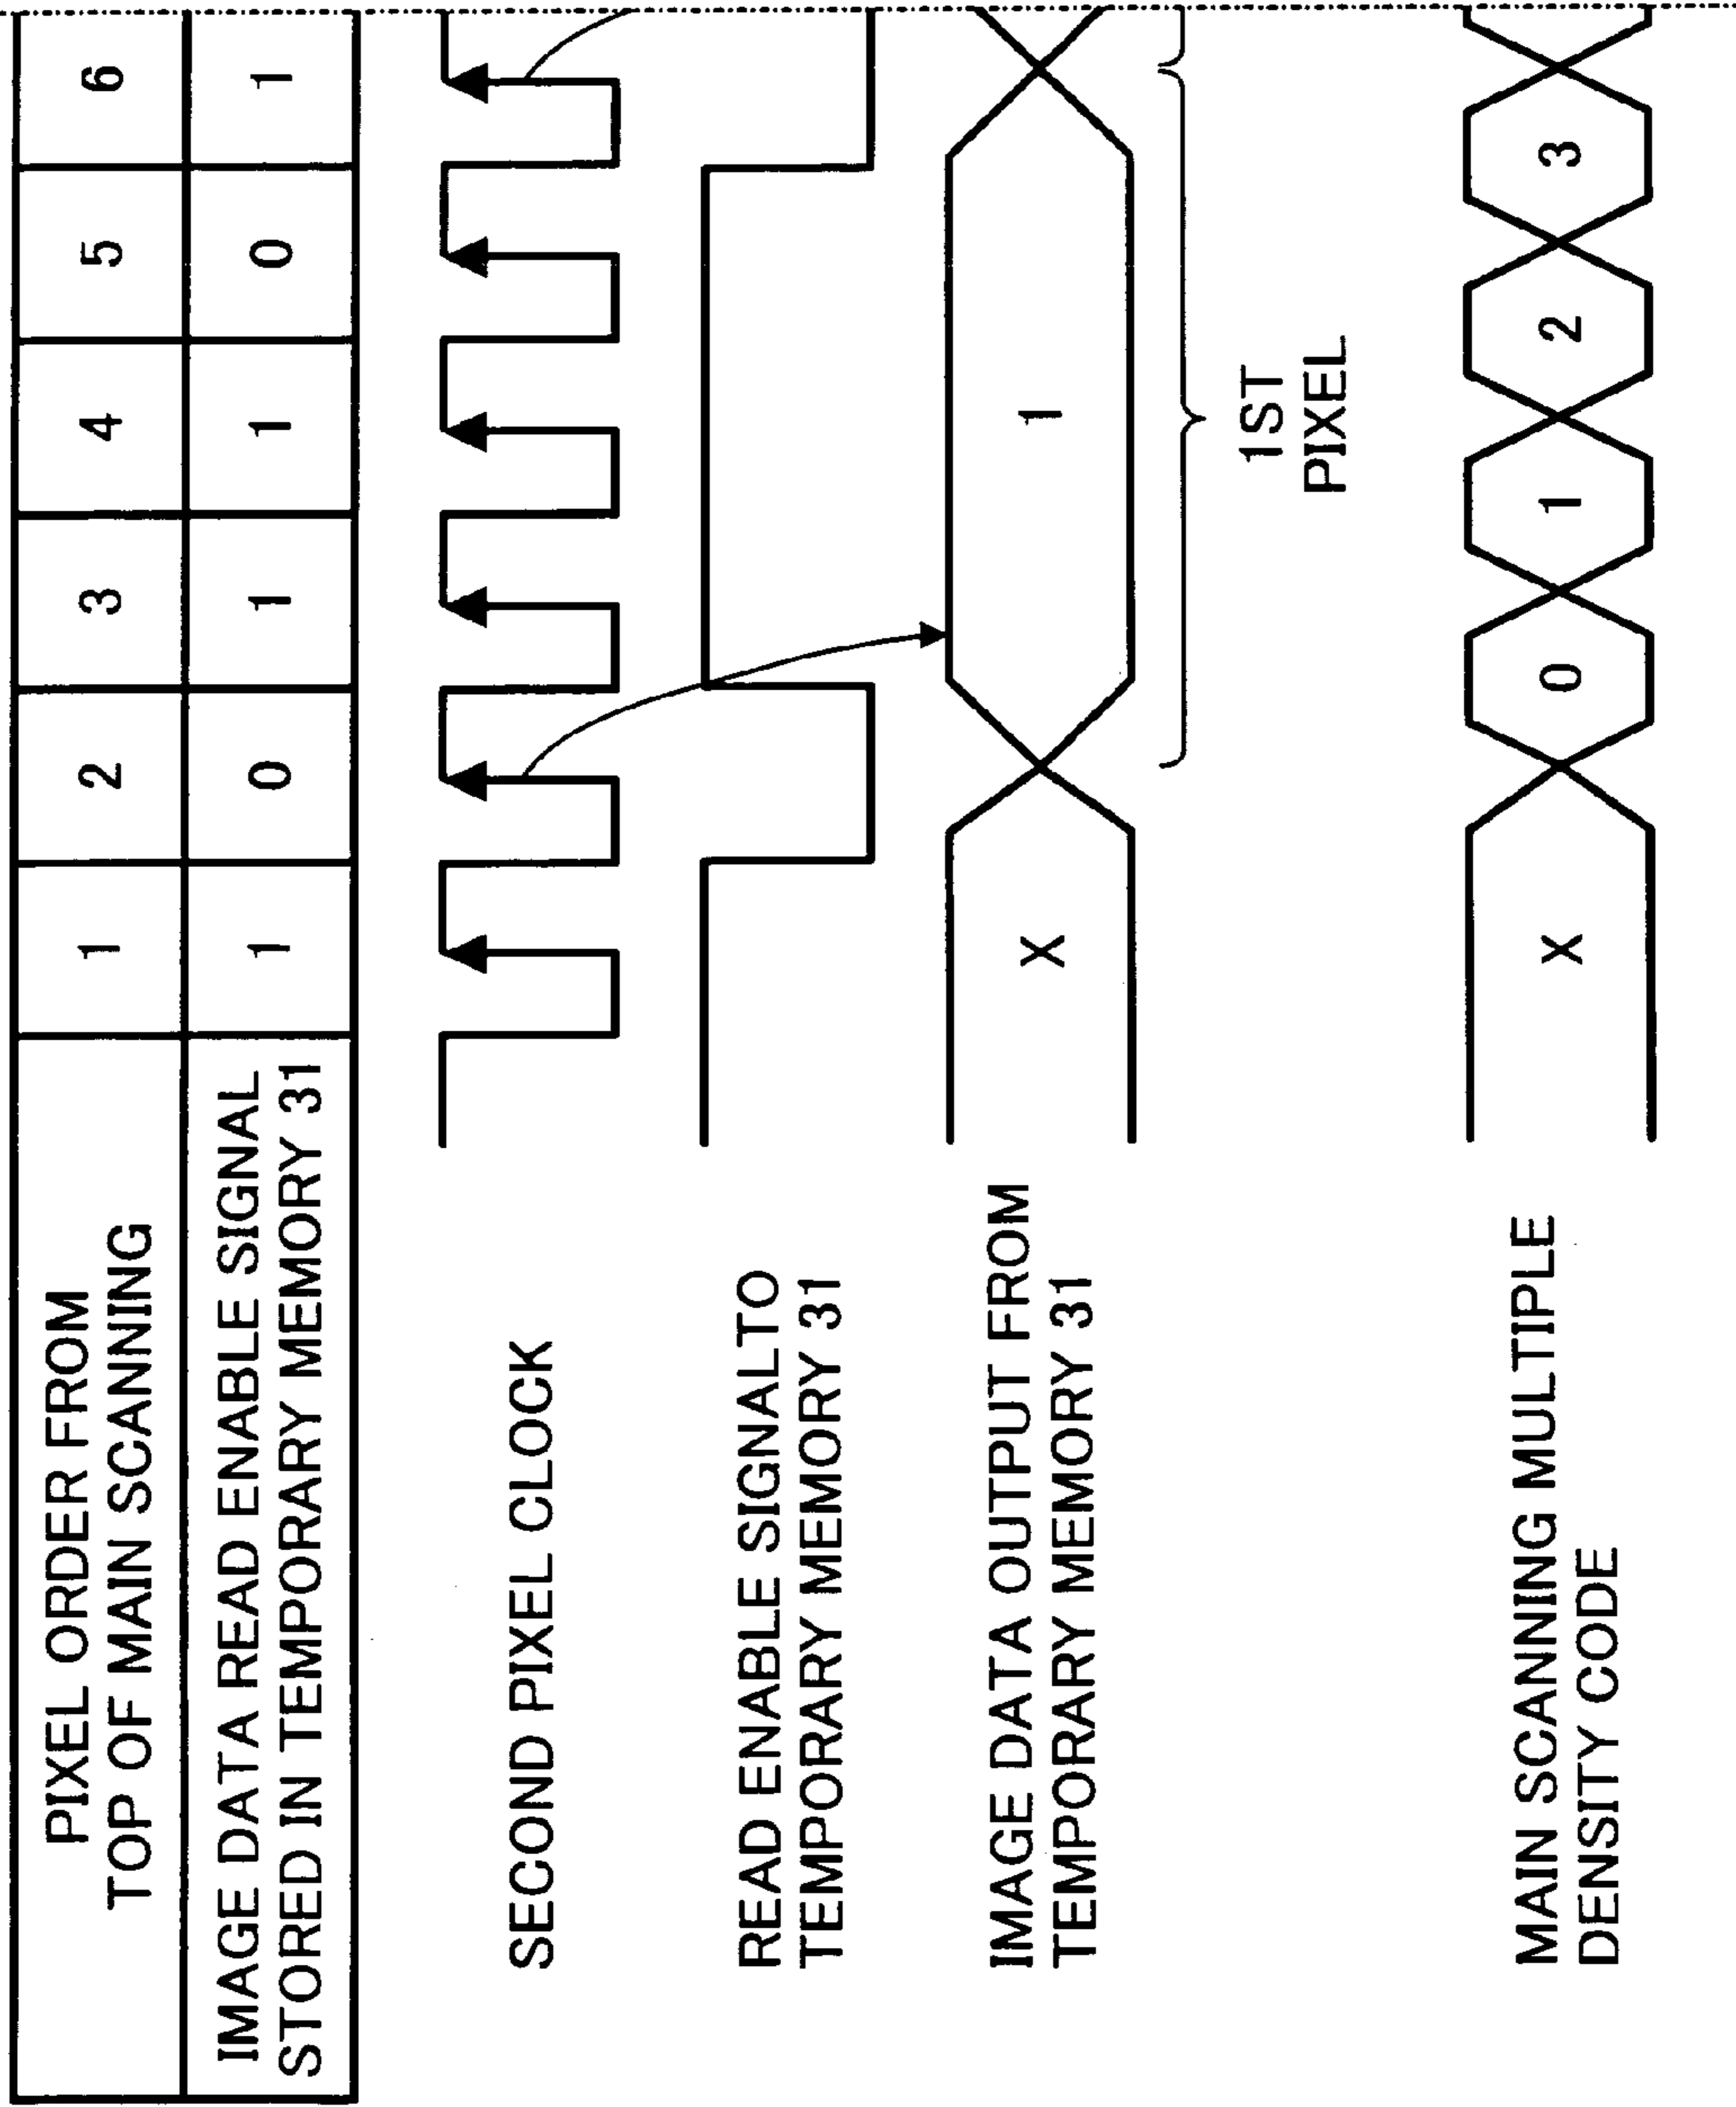 PIXEL ORDER FROM
TOP OF MAIN SCANNING
1 2 3 4 5 6
IMAGE DATA READ ENABLE SIGNAL
STORED IN TEMPORARY MEMORY 31
1 0 1 1 0 1
SECOND PIXEL CLOCK
READ ENABLE SIGNALTO
TEMPORARY MEMORY 31
IMAGE DATA OUTPUT FROM
TEMPORARY MEMORY 31
X 1
1ST
PIXEL
MAIN SCANNING MULTIPLE
DENSITY CODE
X 0 1 2 3